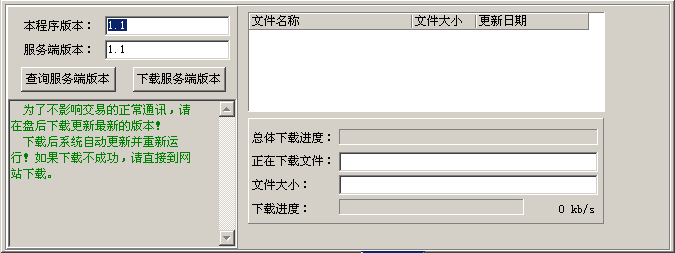 本程序版本： 1.1
服务端版本： 1.1
查询服务端版本 下载服务端版本
为了不影响交易的正常通讯，请
在盘后下载更新最新的版本！
下载后系统自动更新并重新运
行！如果下载不成功，请直接到网
站下载。
文件名称 文件大小 更新日期
总体下载进度：
正在下载文件：
文件大小：
下载进度： 0 kb/s